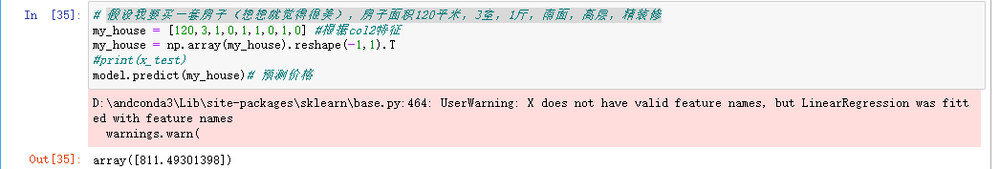 In [35]:
# 假设我要买一套房子（想想就觉得很美），房子面积120平米，3室，1厅，南面，高层，精装修
my_house = [120,3,1,0,1,1,0,1,0] #根据col2特征
my_house = np.array(my_house).reshape(-1,1).T
#print(x_test)
model.predict(my_house)# 预测价格
D:\andconda3\Lib\site-packages\sklearn\base.py:464: UserWarning: X does not have valid feature names, but LinearRegression was fitt
ed with feature names
warnings.warn(
Out[35]:
array([811.49301398])